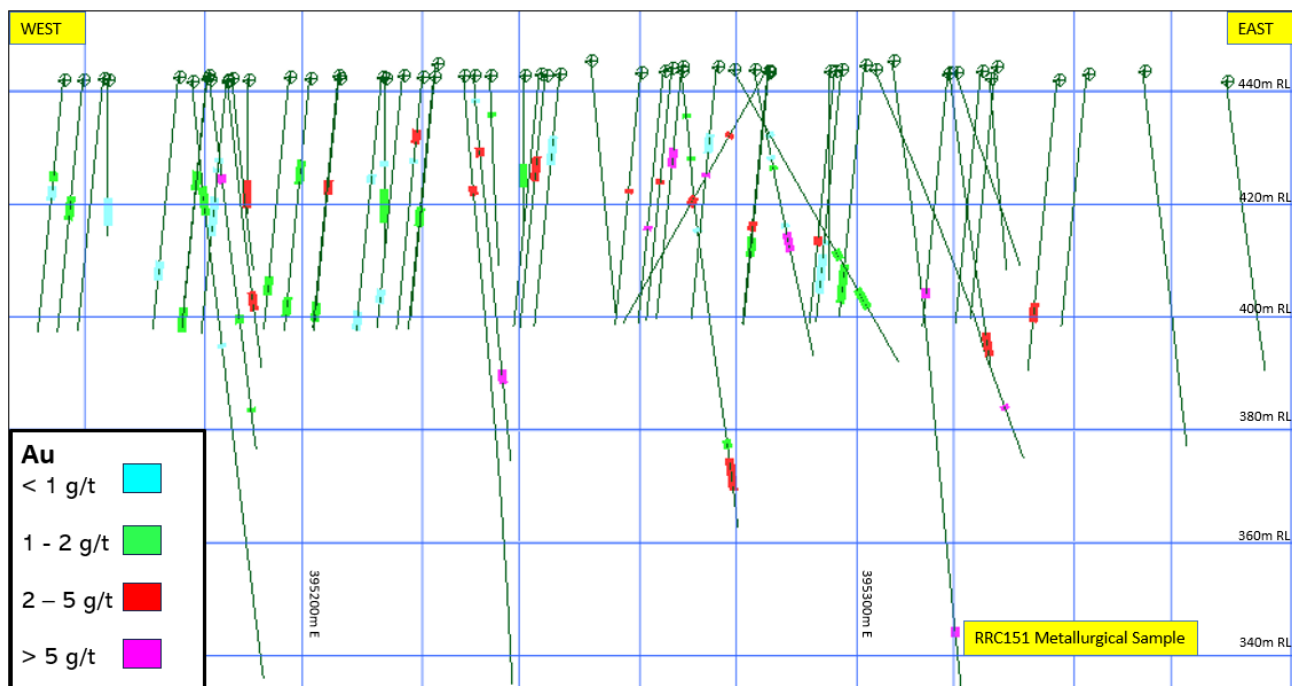 WEST
EAST
440m RL
420m RL
400m RL
380m RL
360m RL
340m RL
395200m E
395300m E
RRC151 Metallurgical Sample
Au
< 1 g/t
1 - 2 g/t
2 – 5 g/t
> 5 g/t